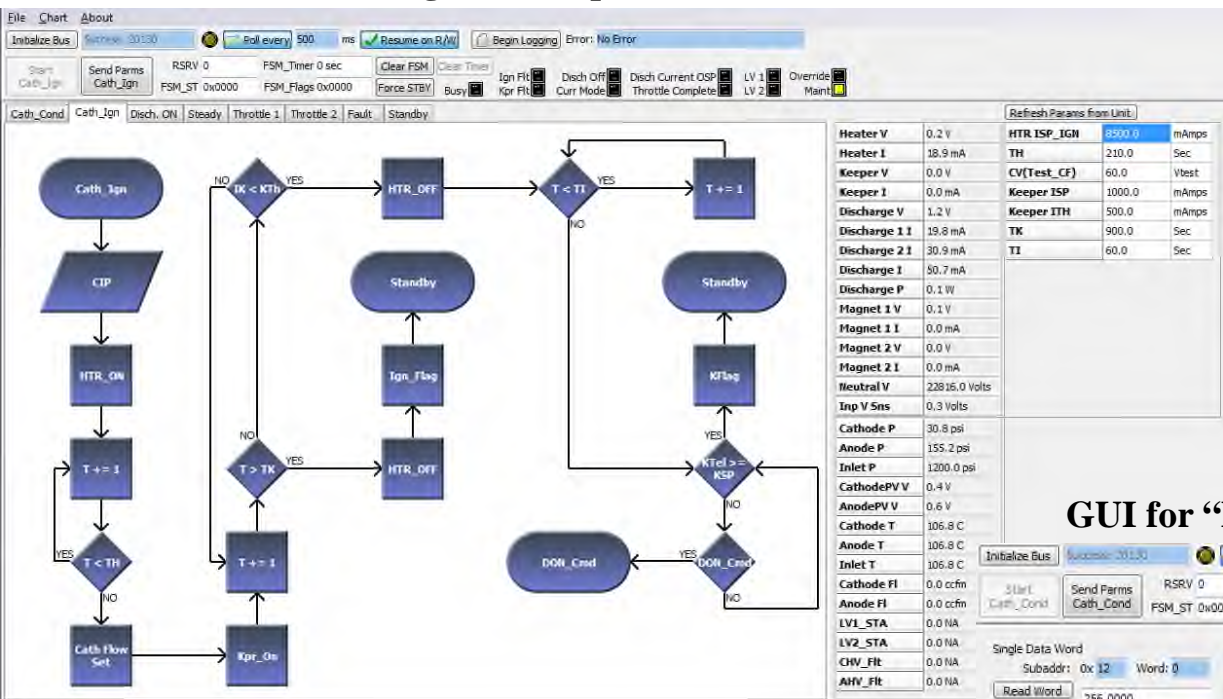 File Chart About
Initialize Bus Success: 20130 Poll every 500 ms Resume on R/W Begin Logging Error: No Error
Start Cath_Ign Send Parms Cath_Ign RSRV 0 FSM_Timer 0 sec Clear FSM Clear Timer
FSM_ST 0x0000 FSM_Flags 0x0000 Force STBY Busy
Ign Flt Disch Off Disch Current OSP LV 1 Override
Kpr Flt Curr Mode Throttle Complete LV 2 Maint
Cath_Cond Cath_Ign Disch. ON Steady Throttle 1 Throttle 2 Fault Standby
Cath_Ign
CIP
HTR_ON
T += 1
YES
T < TH
NO
Cath Flow
Set
Kpr_On
T += 1
T > TK
YES
NO
HTR_OFF
Ign_Flag
Standby
NO
IK < KTh
YES
HTR_OFF
T < TI
YES
T += 1
NO
Standby
KFlag
YES
KTel >=
KSP
NO
DON_Cmd
YES
DON_Cmd
NO
Heater V 0.2 V
Heater I 18.9 mA
Keeper V 0.0 V
Keeper I 0.0 mA
Discharge V 1.2 V
Discharge 1 I 19.8 mA
Discharge 2 I 30.9 mA
Discharge I 50.7 mA
Discharge P 0.1 W
Magnet 1 V 0.1 V
Magnet 1 I 0.0 mA
Magnet 2 V 0.0 V
Magnet 2 I 0.0 mA
Neutral V 22816.0 Volts
Inp V Sns 0.3 Volts
Cathode P 30.8 psi
Anode P 155.2 psi
Inlet P 1200.0 psi
CathodePV V 0.4 V
AnodePV V 0.6 V
Cathode T 106.8 C
Anode T 106.8 C
Inlet T 106.8 C
Cathode Fl 0.0 ccfm
Anode Fl 0.0 ccfm
LV1_STA 0.0 NA
LV2_STA 0.0 NA
CHV_Flt 0.0 NA
AHV_Flt 0.0 NA
Refresh Params from Unit
HTR ISP_IGN 8500.0 mAmps
TH 210.0 Sec
CV(Test_CF) 60.0 Vtest
Keeper ISP 1000.0 mAmps
Keeper ITH 500.0 mAmps
TK 900.0 Sec
TI 60.0 Sec
GUI for “
Initialize Bus Success: 20130
Start Cath_Cond Send Parms Cath_Cond RSRV 0
FSM_ST 0x00
Single Data Word
Subaddr: 0x 12 Word: 0
Read Word 256.0000